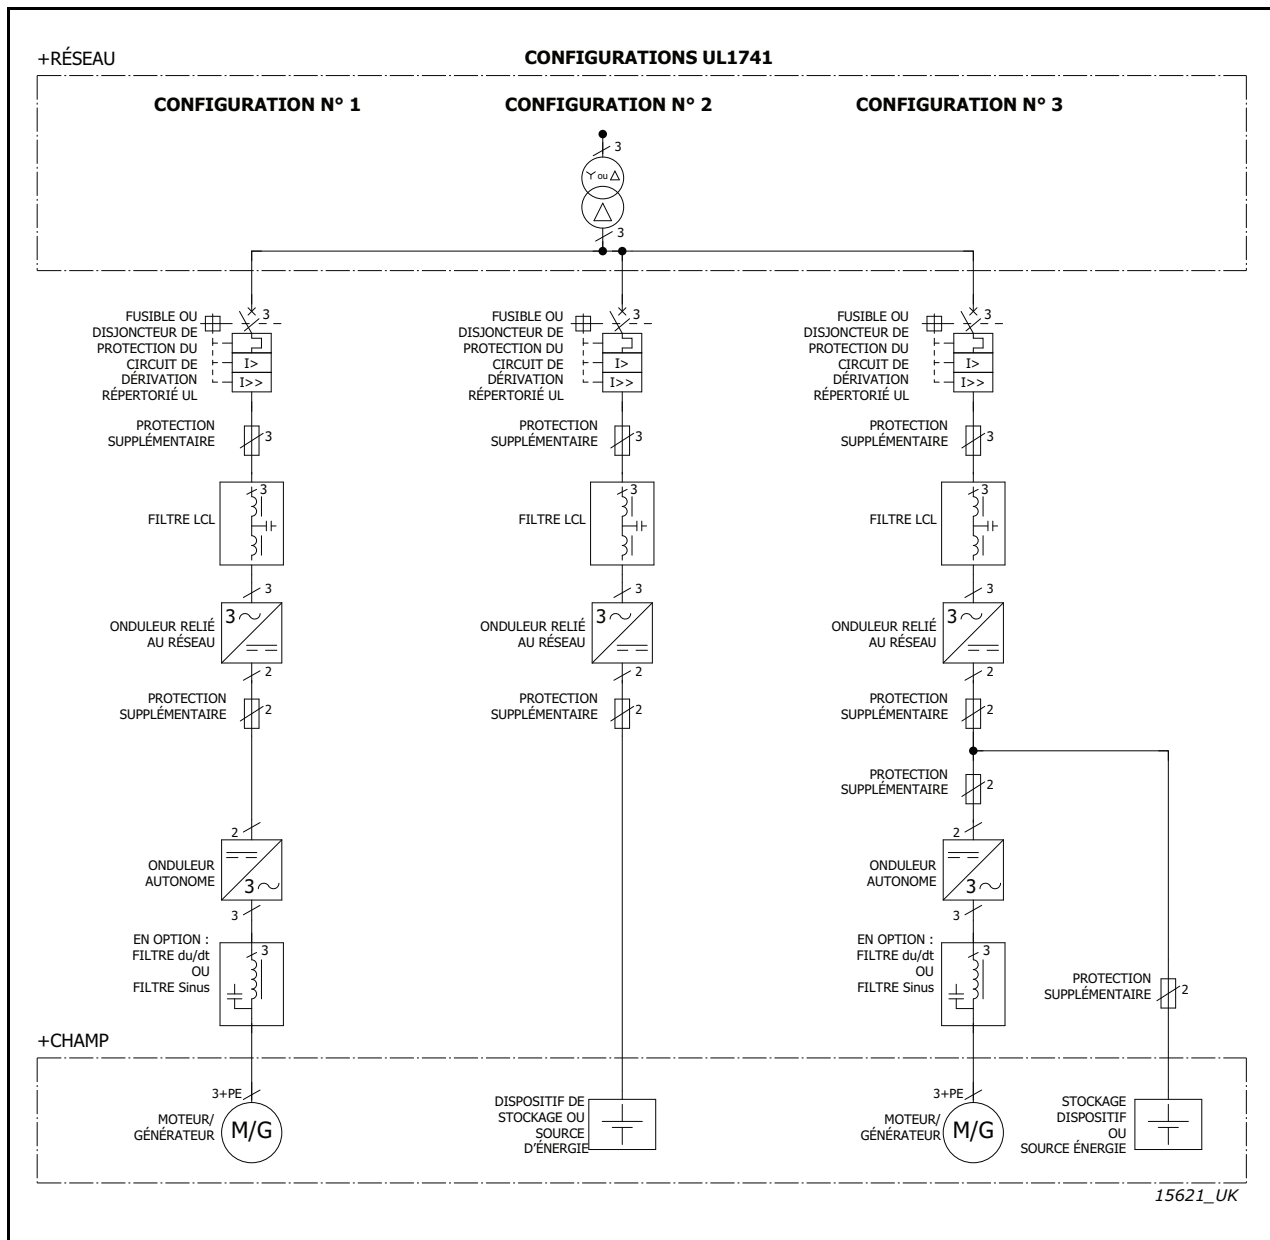 +RÉSEAU
CONFIGURATIONS UL1741
CONFIGURATION N° 1
CONFIGURATION N° 2
CONFIGURATION N° 3
3
Y ou Δ
Δ
3
FUSIBLE OU
DISJONCTEUR DE
PROTECTION DU
CIRCUIT DE
DÉRIVATION
RÉPERTORIÉ UL
3
I>
I>>
FUSIBLE OU
DISJONCTEUR DE
PROTECTION DU
CIRCUIT DE
DÉRIVATION
RÉPERTORIÉ UL
3
I>
I>>
FUSIBLE OU
DISJONCTEUR DE
PROTECTION DU
CIRCUIT DE
DÉRIVATION
RÉPERTORIÉ UL
3
I>
I>>
PROTECTION
SUPPLÉMENTAIRE
3
PROTECTION
SUPPLÉMENTAIRE
3
PROTECTION
SUPPLÉMENTAIRE
3
FILTRE LCL
3
FILTRE LCL
3
FILTRE LCL
3
3
3
3
ONDULEUR RELIÉ
AU RÉSEAU
3
ONDULEUR RELIÉ
AU RÉSEAU
3
ONDULEUR RELIÉ
AU RÉSEAU
3
2
2
2
PROTECTION
SUPPLÉMENTAIRE
2
PROTECTION
SUPPLÉMENTAIRE
2
PROTECTION
SUPPLÉMENTAIRE
2
PROTECTION
SUPPLÉMENTAIRE
2
2
2
ONDULEUR
AUTONOME
3
ONDULEUR
AUTONOME
3
3
3
EN OPTION :
FILTRE du/dt
OU
FILTRE Sinus
3
EN OPTION :
FILTRE du/dt
OU
FILTRE Sinus
3
PROTECTION
SUPPLÉMENTAIRE
2
+CHAMP
3+PE
MOTEUR/
GÉNÉRATEUR
M/G
DISPOSITIF DE
STOCKAGE OU
SOURCE
D'ÉNERGIE
3+PE
MOTEUR/
GÉNÉRATEUR
M/G
STOCKAGE
DISPOSITIF
OU
SOURCE ÉNERGIE
15621_UK